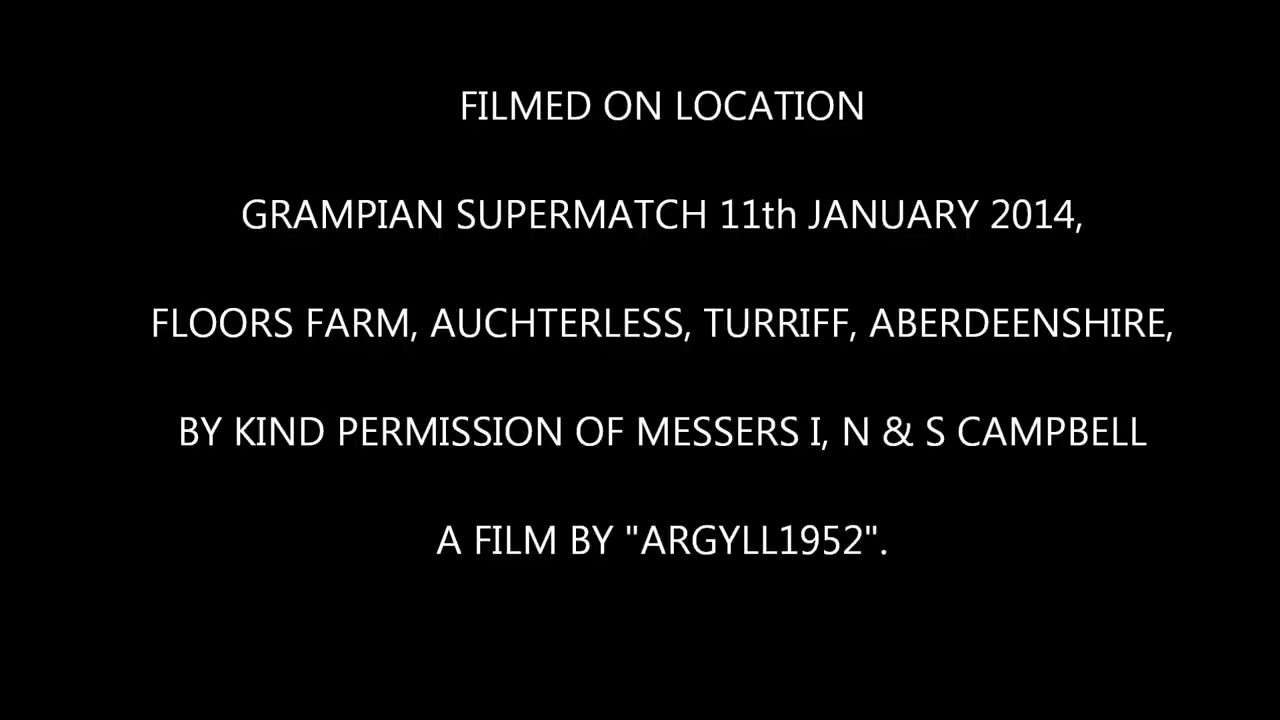 FILMED ON LOCATION
GRAMPIAN SUPERMATCH 11th JANUARY 2014,
FLOORS FARM, AUCHTERLESS, TURRIFF, ABERDEENSHIRE,
BY KIND PERMISSION OF MESSERS I, N & S CAMPBELL
A FILM BY "ARGYLL1952".